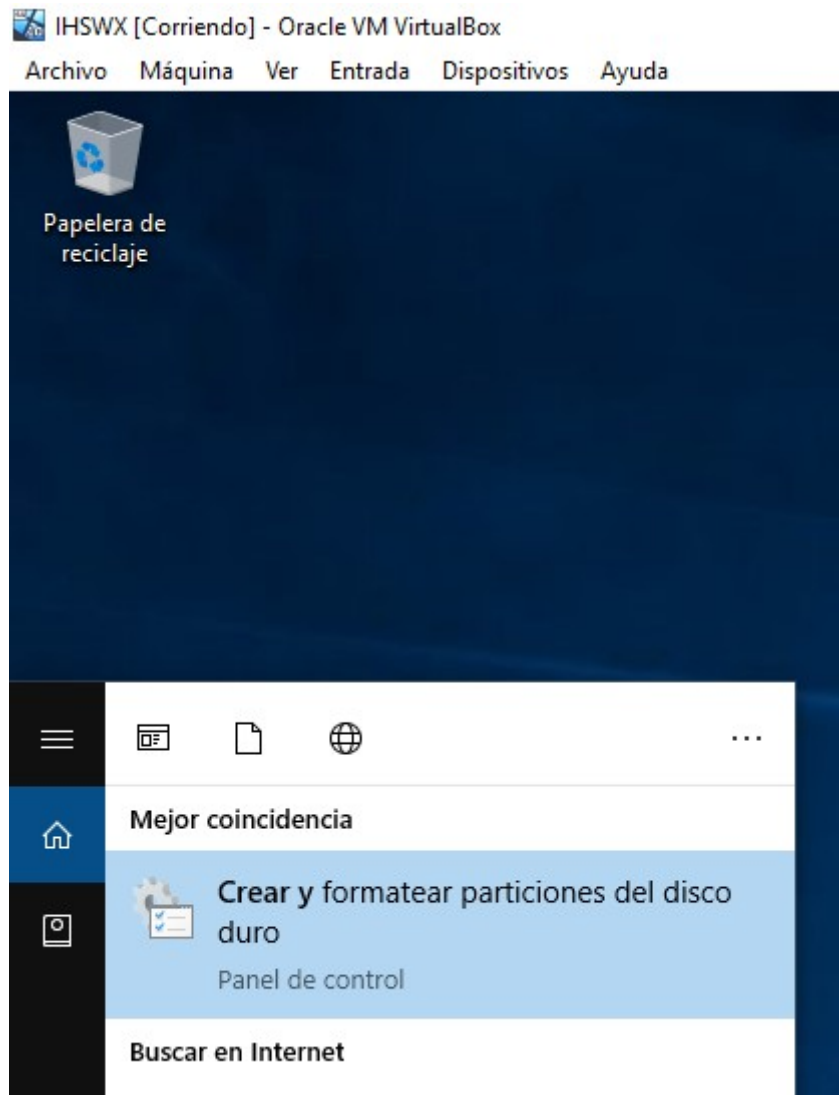 IHSWX [Corriendo] - Oracle VM VirtualBox
Archivo Máquina Ver Entrada Dispositivos Ayuda
Papelera de
reciclaje
...
Mejor coincidencia
Crear y formatear particiones del disco
duro
Panel de control
Buscar en Internet